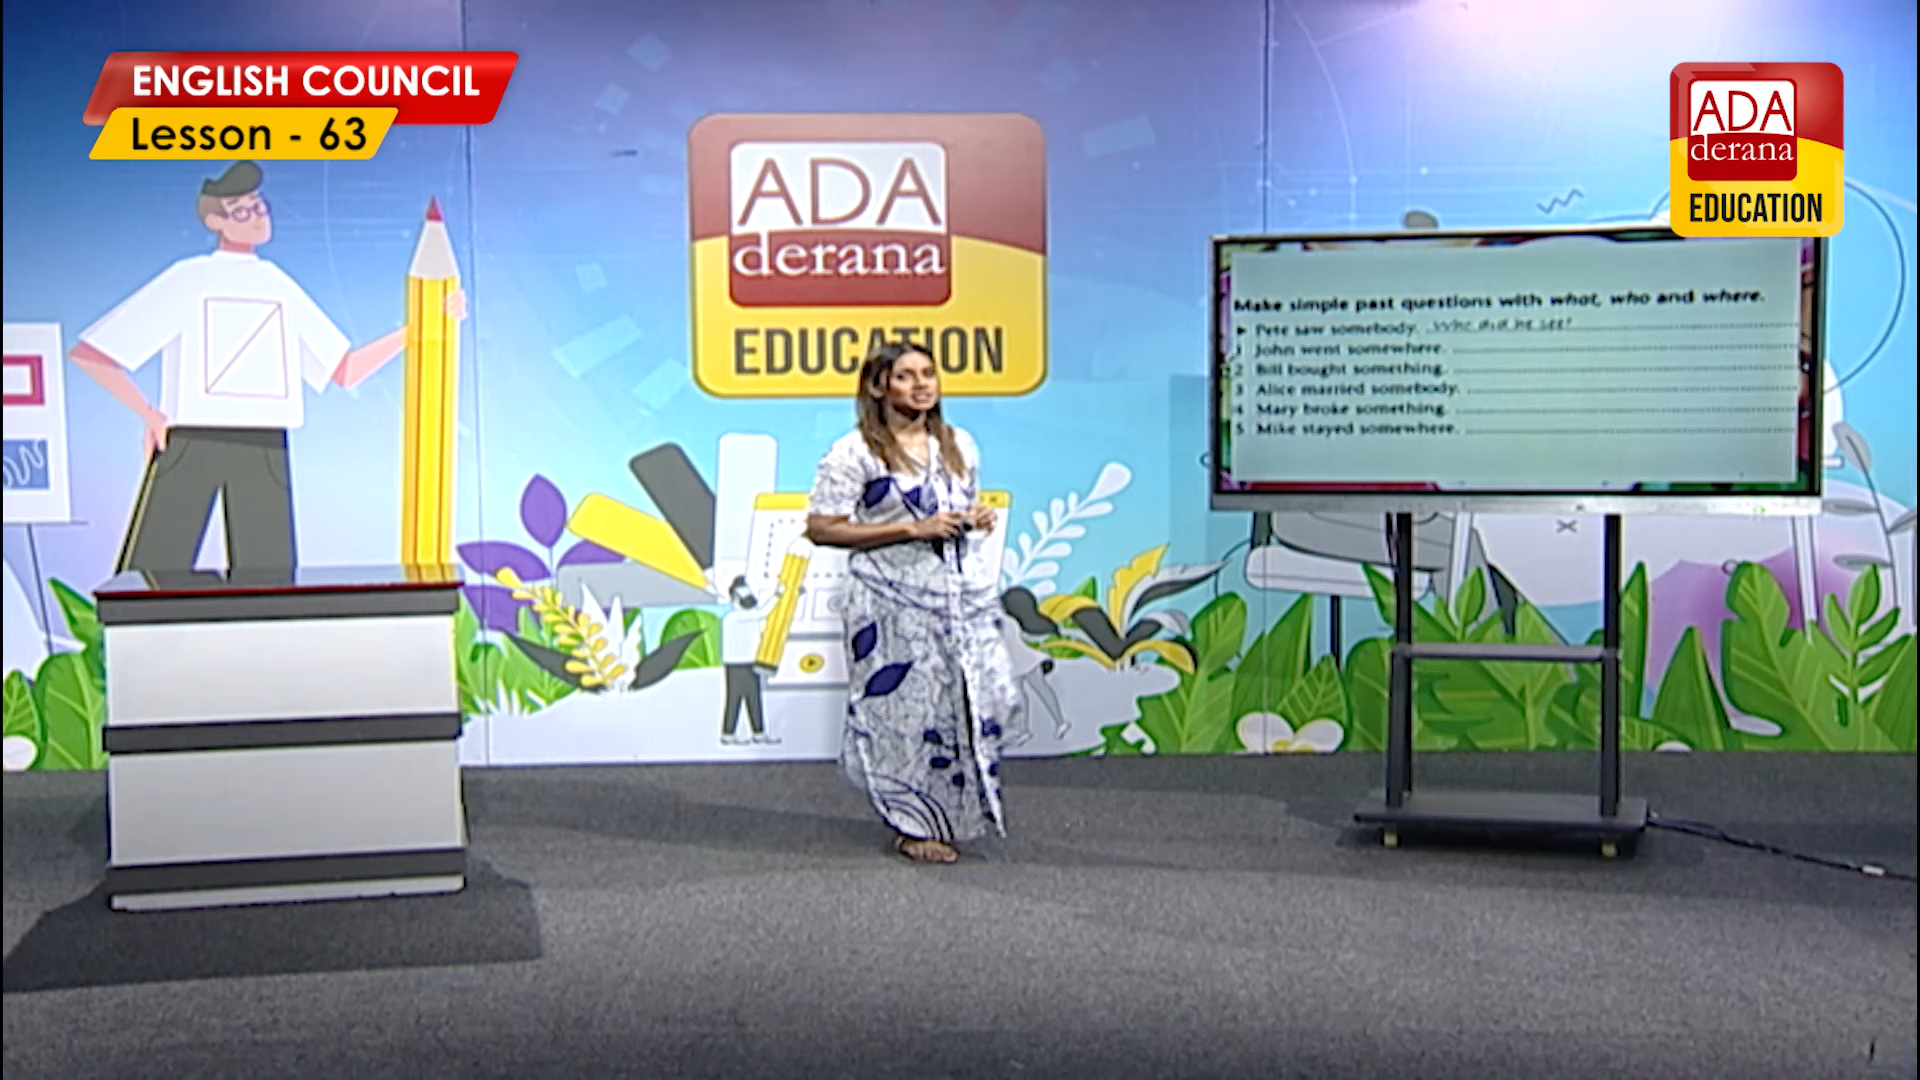 ENGLISH COUNCIL
Lesson - 63
ADA
derana
EDUCATION
ADA
derana
EDUCATION
Make simple past questions with what, who and where.
▸ Pete saw somebody. Who did he see?
1 John went somewhere.
2 Bill bought something.
3 Alice married somebody.
4 Mary broke something.
5 Mike stayed somewhere.